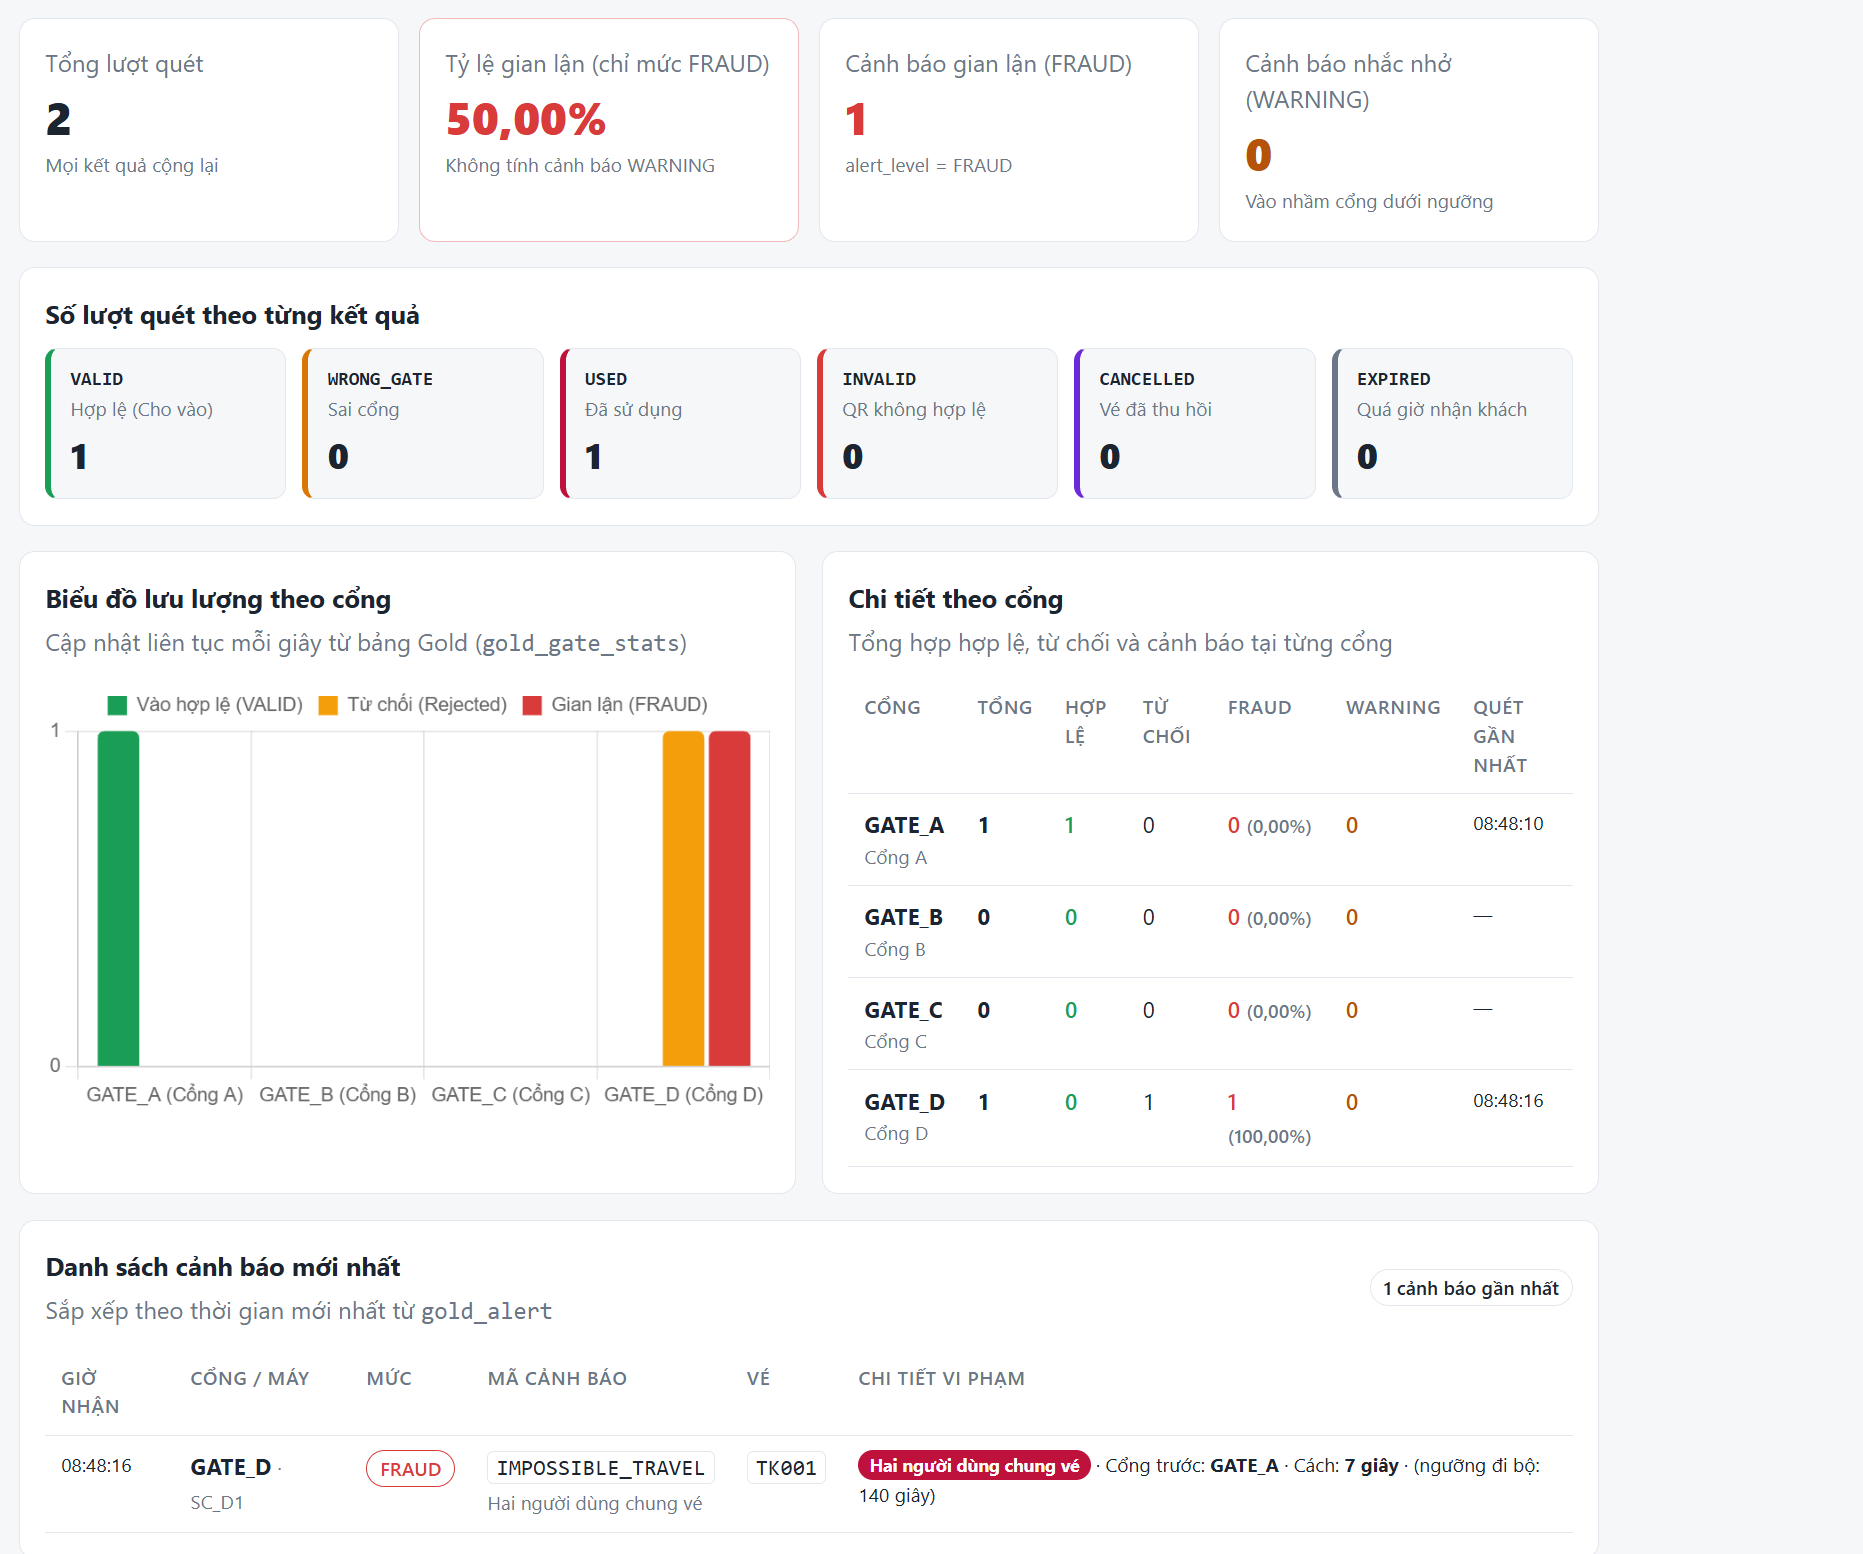 Tổng lượt quét
2
Mọi kết quả cộng lại
Tỷ lệ gian lận (chỉ mức FRAUD)
50,00%
Không tính cảnh báo WARNING
Cảnh báo gian lận (FRAUD)
1
alert_level = FRAUD
Cảnh báo nhắc nhở
(WARNING)
0
Vào nhầm cổng dưới ngưỡng
Số lượt quét theo từng kết quả
VALID
Hợp lệ (Cho vào)
1
WRONG_GATE
Sai cổng
0
USED
Đã sử dụng
1
INVALID
QR không hợp lệ
0
CANCELLED
Vé đã thu hồi
0
EXPIRED
Quá giờ nhận khách
0
Biểu đồ lưu lượng theo cổng
Cập nhật liên tục mỗi giây từ bảng Gold (gold_gate_stats)
Vào hợp lệ (VALID) Từ chối (Rejected) Gian lận (FRAUD)
1
0
GATE_A (Cổng A) GATE_B (Cổng B) GATE_C (Cổng C) GATE_D (Cổng D)
Chi tiết theo cổng
Tổng hợp hợp lệ, từ chối và cảnh báo tại từng cổng
CỔNG TỔNG HỢP LỆ TỪ CHỐI FRAUD WARNING QUÉT GẦN NHẤT
GATE_A 1 1 0 0 (0,00%) 0 08:48:10
Cổng A
GATE_B 0 0 0 0 (0,00%) 0 —
Cổng B
GATE_C 0 0 0 0 (0,00%) 0 —
Cổng C
GATE_D 1 0 1 1 (100,00%) 0 08:48:16
Cổng D
Danh sách cảnh báo mới nhất
Sắp xếp theo thời gian mới nhất từ gold_alert
1 cảnh báo gần nhất
GIỜ NHẬN CỔNG / MÁY MỨC MÃ CẢNH BÁO VÉ CHI TIẾT VI PHẠM
08:48:16 GATE_D · FRAUD IMPOSSIBLE_TRAVEL TK001 Hai người dùng chung vé · Cổng trước: GATE_A · Cách: 7 giây · (ngưỡng đi bộ:
SC_D1 Hai người dùng chung vé 140 giây)